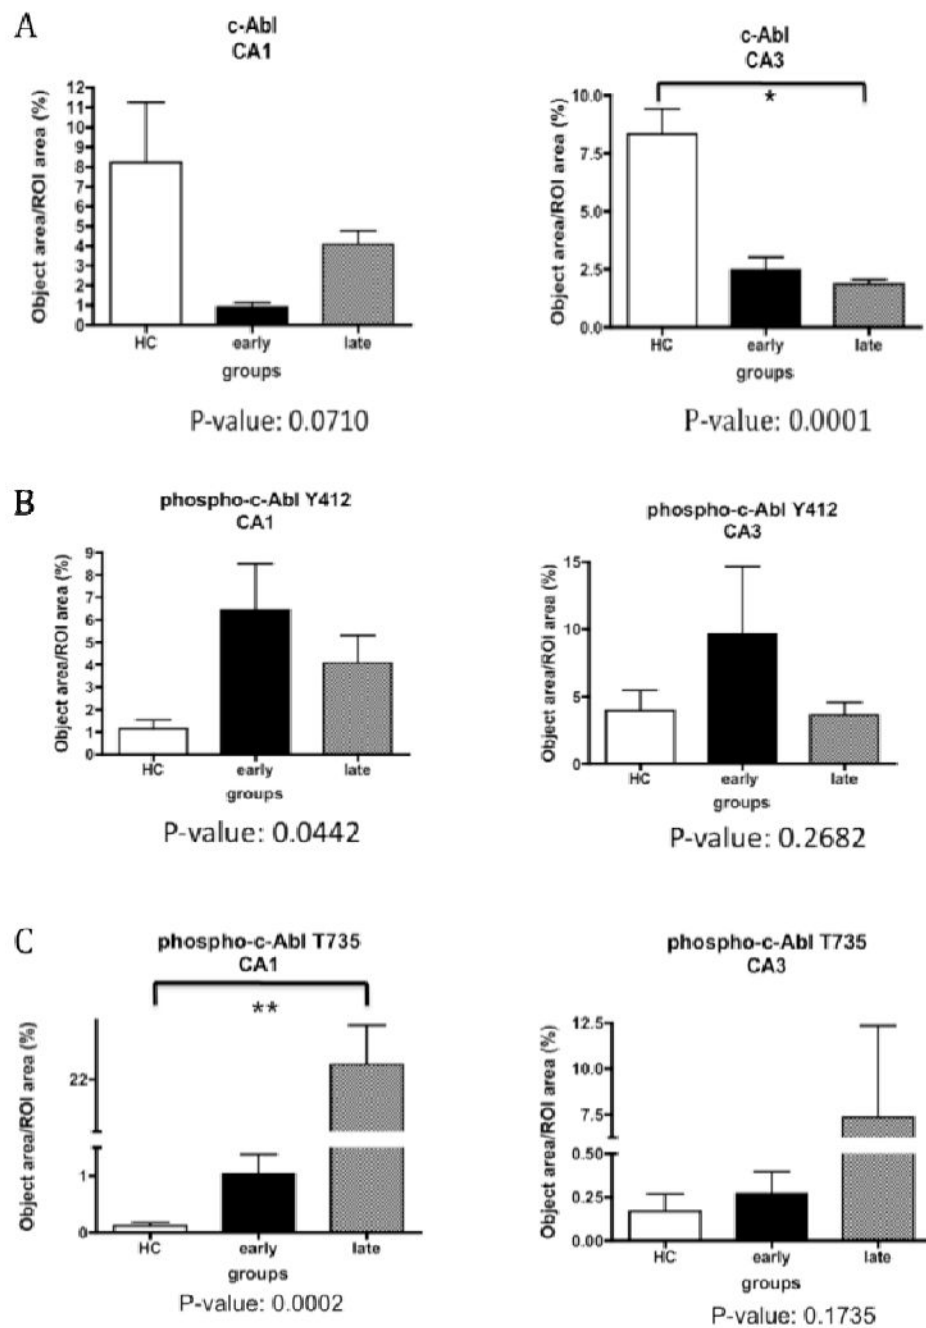 A
c-Abl
CA1
Object area/ROI area (%)
12
11
10
9
8
7
6
5
4
3
2
1
0
HC early late
groups
P-value: 0.0710
c-Abl
CA3
*
Object area/ROI area (%)
10.0
7.5
5.0
2.5
0.0
HC early late
groups
P-value: 0.0001
B
phospho-c-Abl Y412
CA1
Object area/ROI area (%)
9
8
7
6
5
4
3
2
1
0
HC early late
groups
P-value: 0.0442
phospho-c-Abl Y412
CA3
Object area/ROI area (%)
15
10
5
0
HC early late
groups
P-value: 0.2682
C
phospho-c-Abl T735
CA1
**
Object area/ROI area (%)
22
1
0
HC early late
groups
P-value: 0.0002
phospho-c-Abl T735
CA3
Object area/ROI area (%)
12.5
10.0
7.5
0.50
0.25
0.00
HC early late
groups
P-value: 0.1735